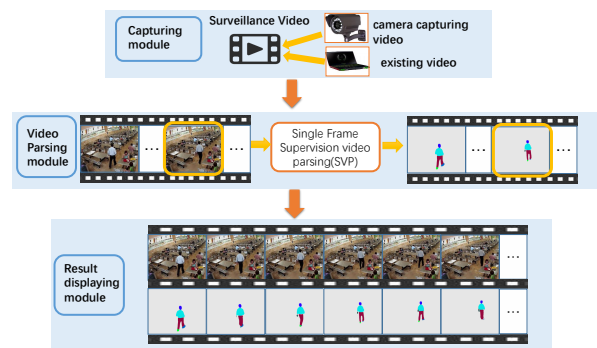 Capturing
module
Surveillance Video
camera capturing
video
existing video
Video
Parsing
module
...
...
Single Frame
Supervision video
parsing(SVP)
...
...
Result
displaying
module
...
...